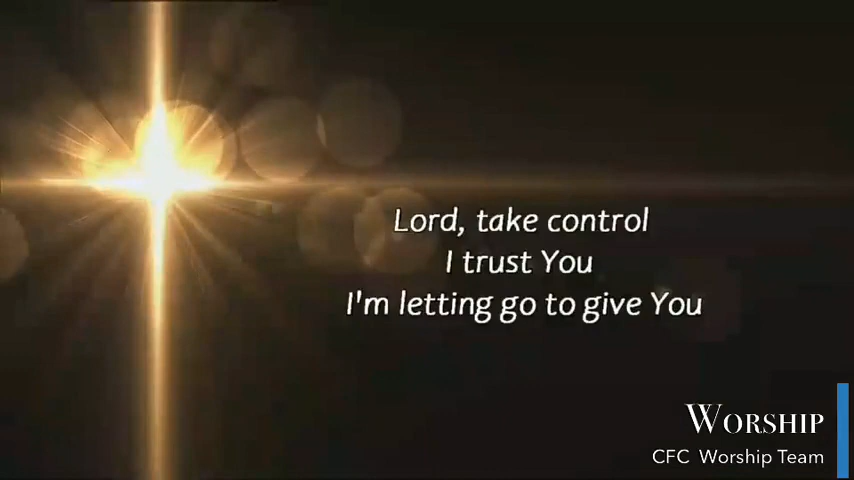 Lord, take control
I trust You
I'm letting go to give You
Worship
CFC Worship Team